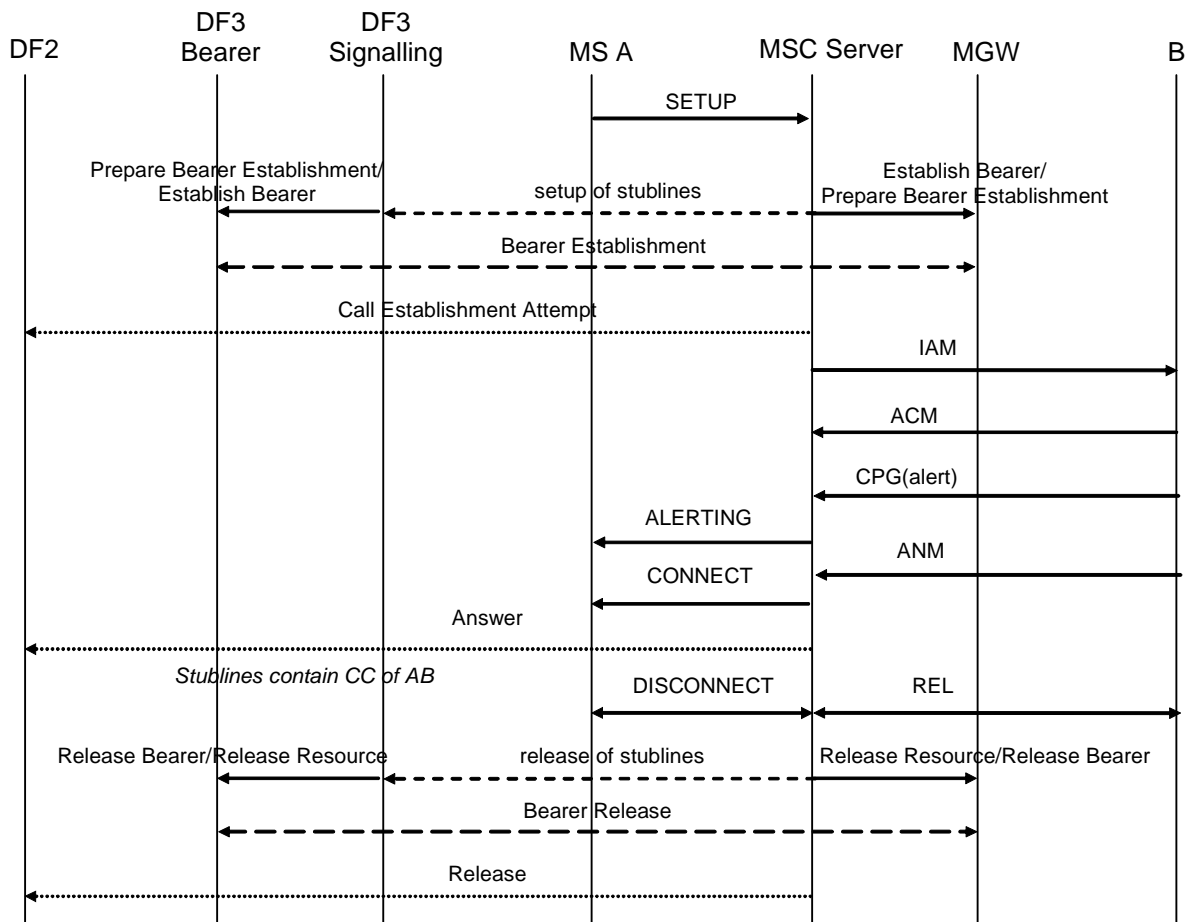 DF2
DF3
Bearer
DF3
Signalling
MS A
MSC Server
MGW
B
SETUP
Prepare Bearer Establishment/
Establish Bearer
setup of stublines
Establish Bearer/
Prepare Bearer Establishment
Bearer Establishment
Call Establishment Attempt
IAM
ACM
CPG(alert)
ALERTING
ANM
CONNECT
Answer
Stublines contain CC of AB
DISCONNECT
REL
Release Bearer/Release Resource
release of stublines
Release Resource/Release Bearer
Bearer Release
Release